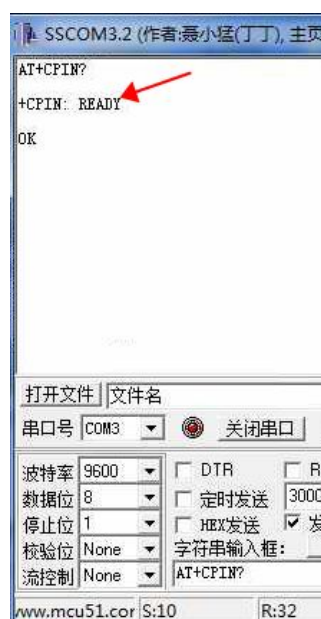 SSCOM3.2 (作者:聂小猛(丁丁), 主页
AT+CPIN?
+CPIN: READY
OK
打开文件 文件名
串口号 COM3 关闭串口
波特率 9600 DTR R
数据位 8 定时发送 3000
停止位 1 HEX发送 发
校验位 None 字符串输入框:
流控制 None AT+CPIN?
www.mcu51.cor S:10 R:32